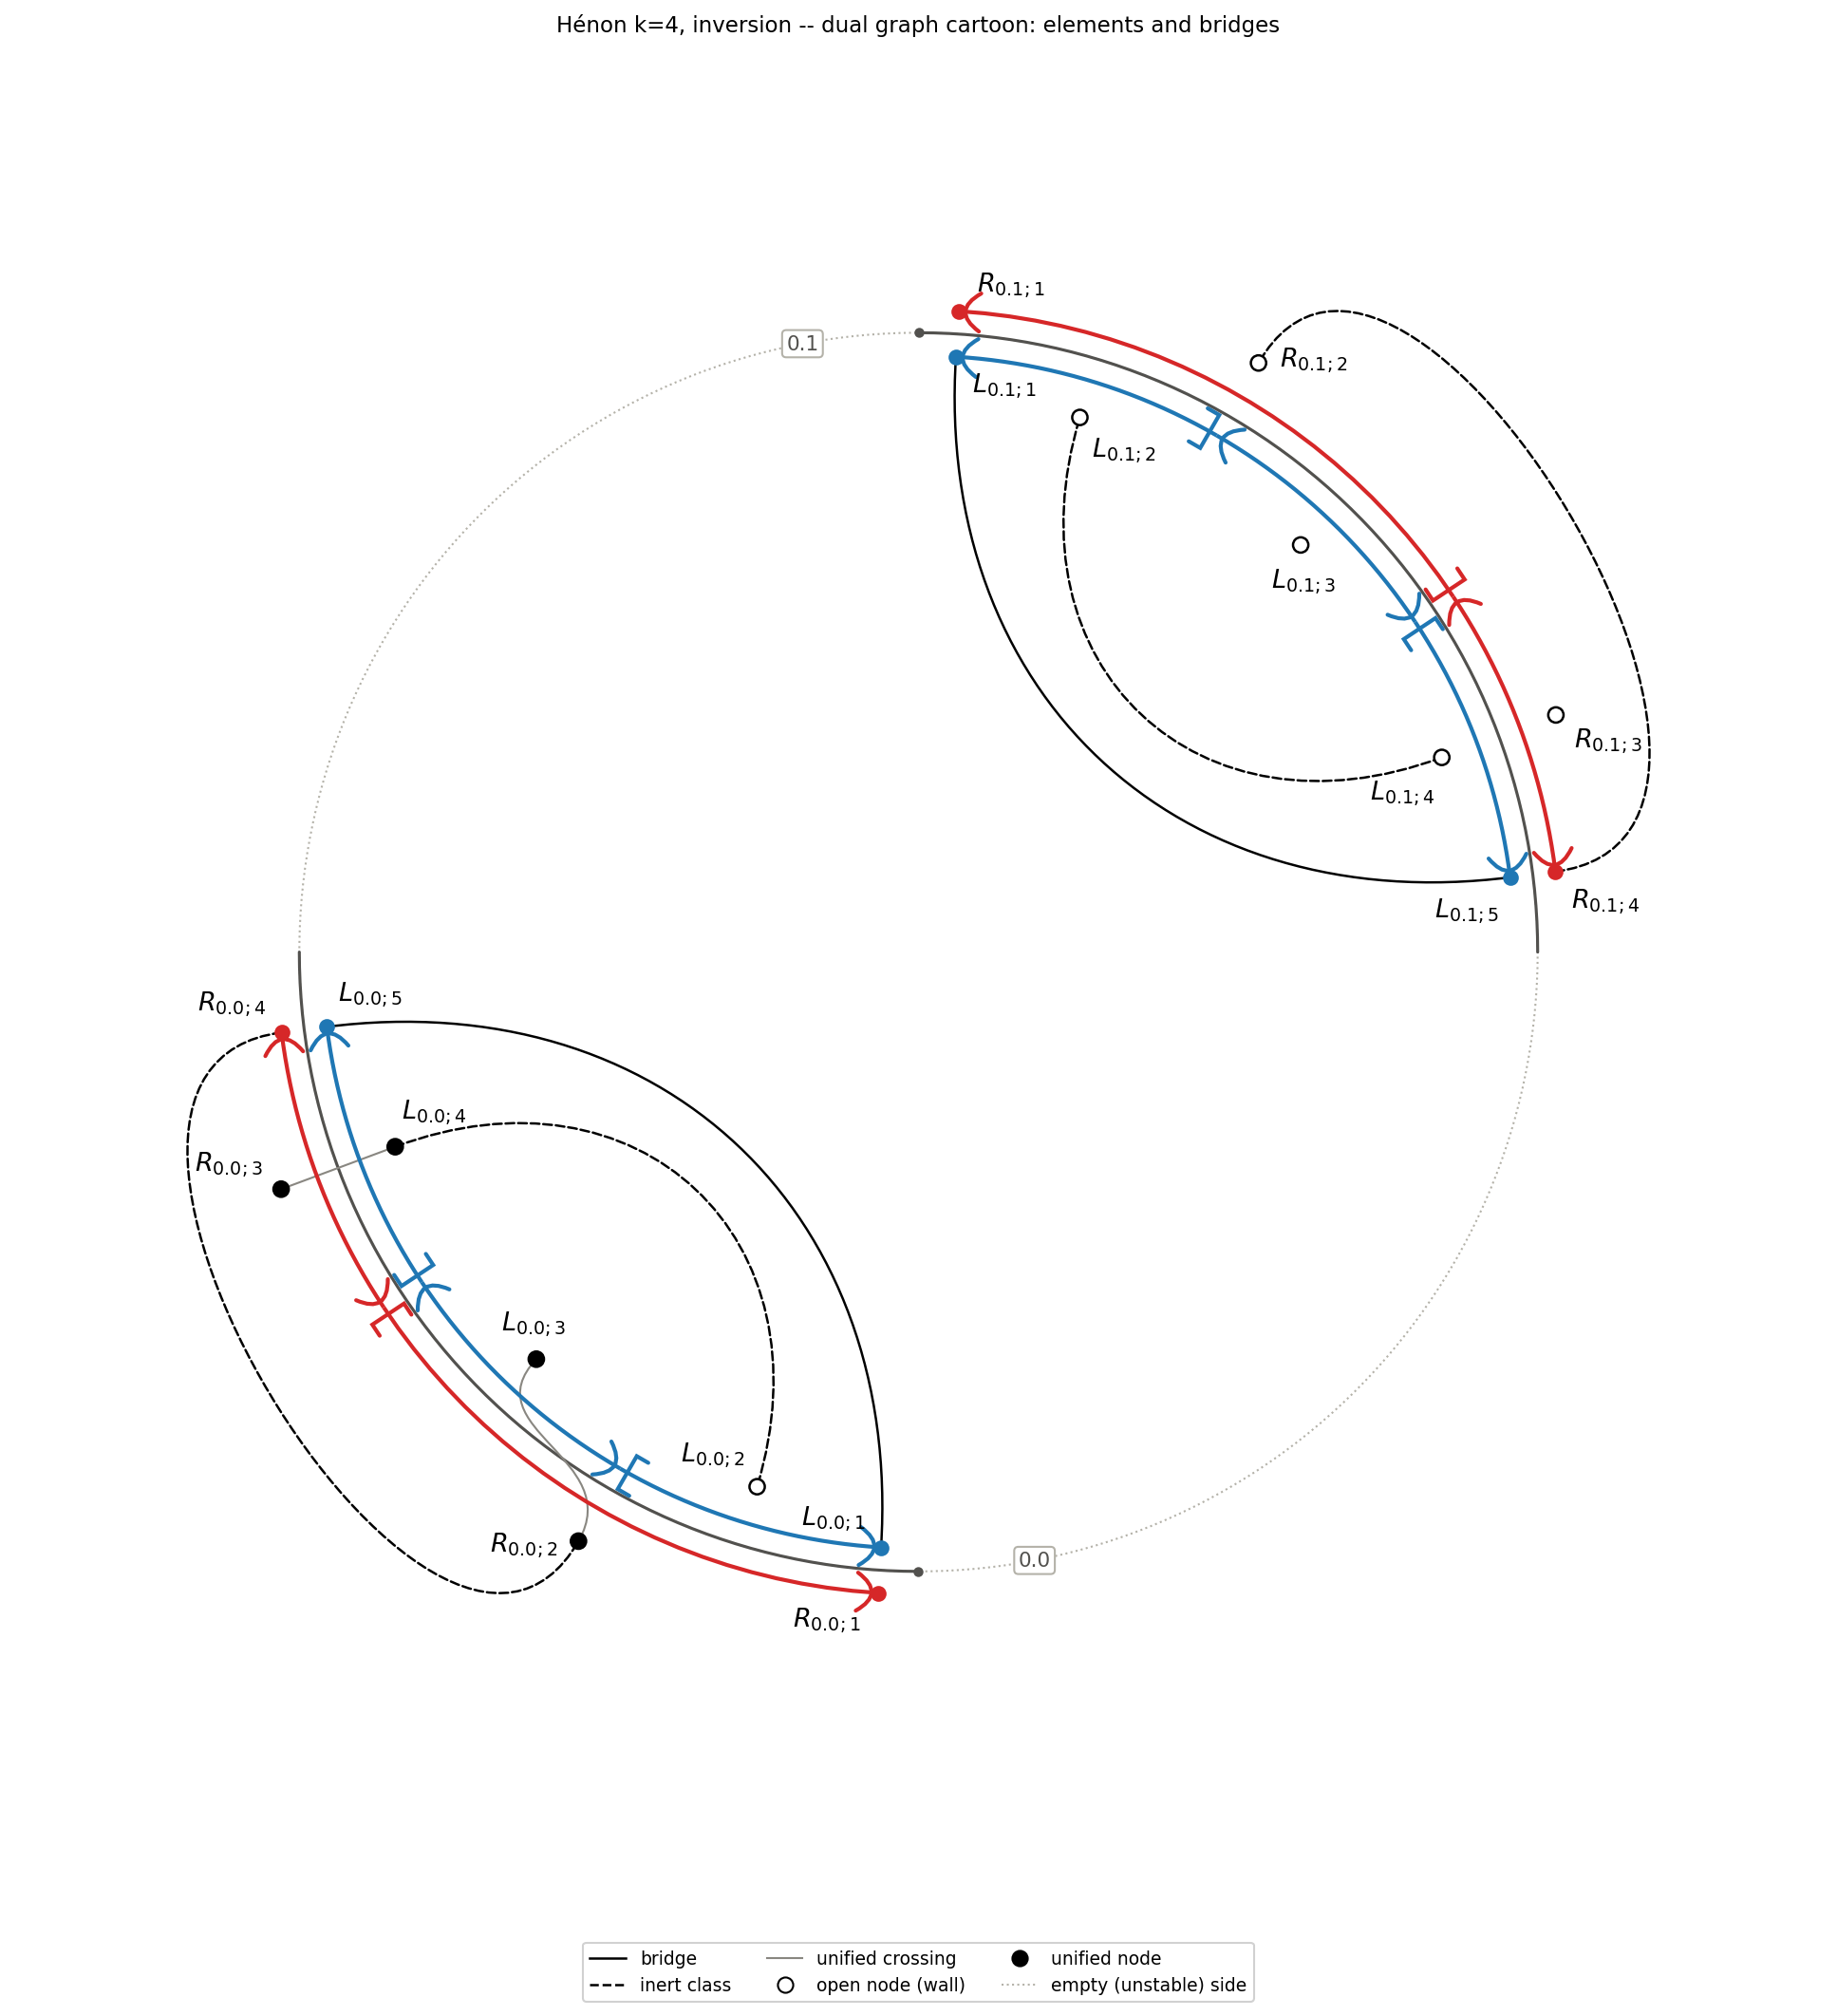 Hénon k=4, inversion -- dual graph cartoon: elements and bridges
R0.1;1
0.1
R0.1;2
L0.1;1
L0.1;2
L0.1;3
R0.1;3
L0.1;4
R0.1;4
L0.1;5
L0.0;5
R0.0;4
L0.0;4
R0.0;3
L0.0;3
L0.0;2
L0.0;1
R0.0;2
0.0
R0.0;1
bridge
unified crossing
unified node
inert class
open node (wall)
empty (unstable) side